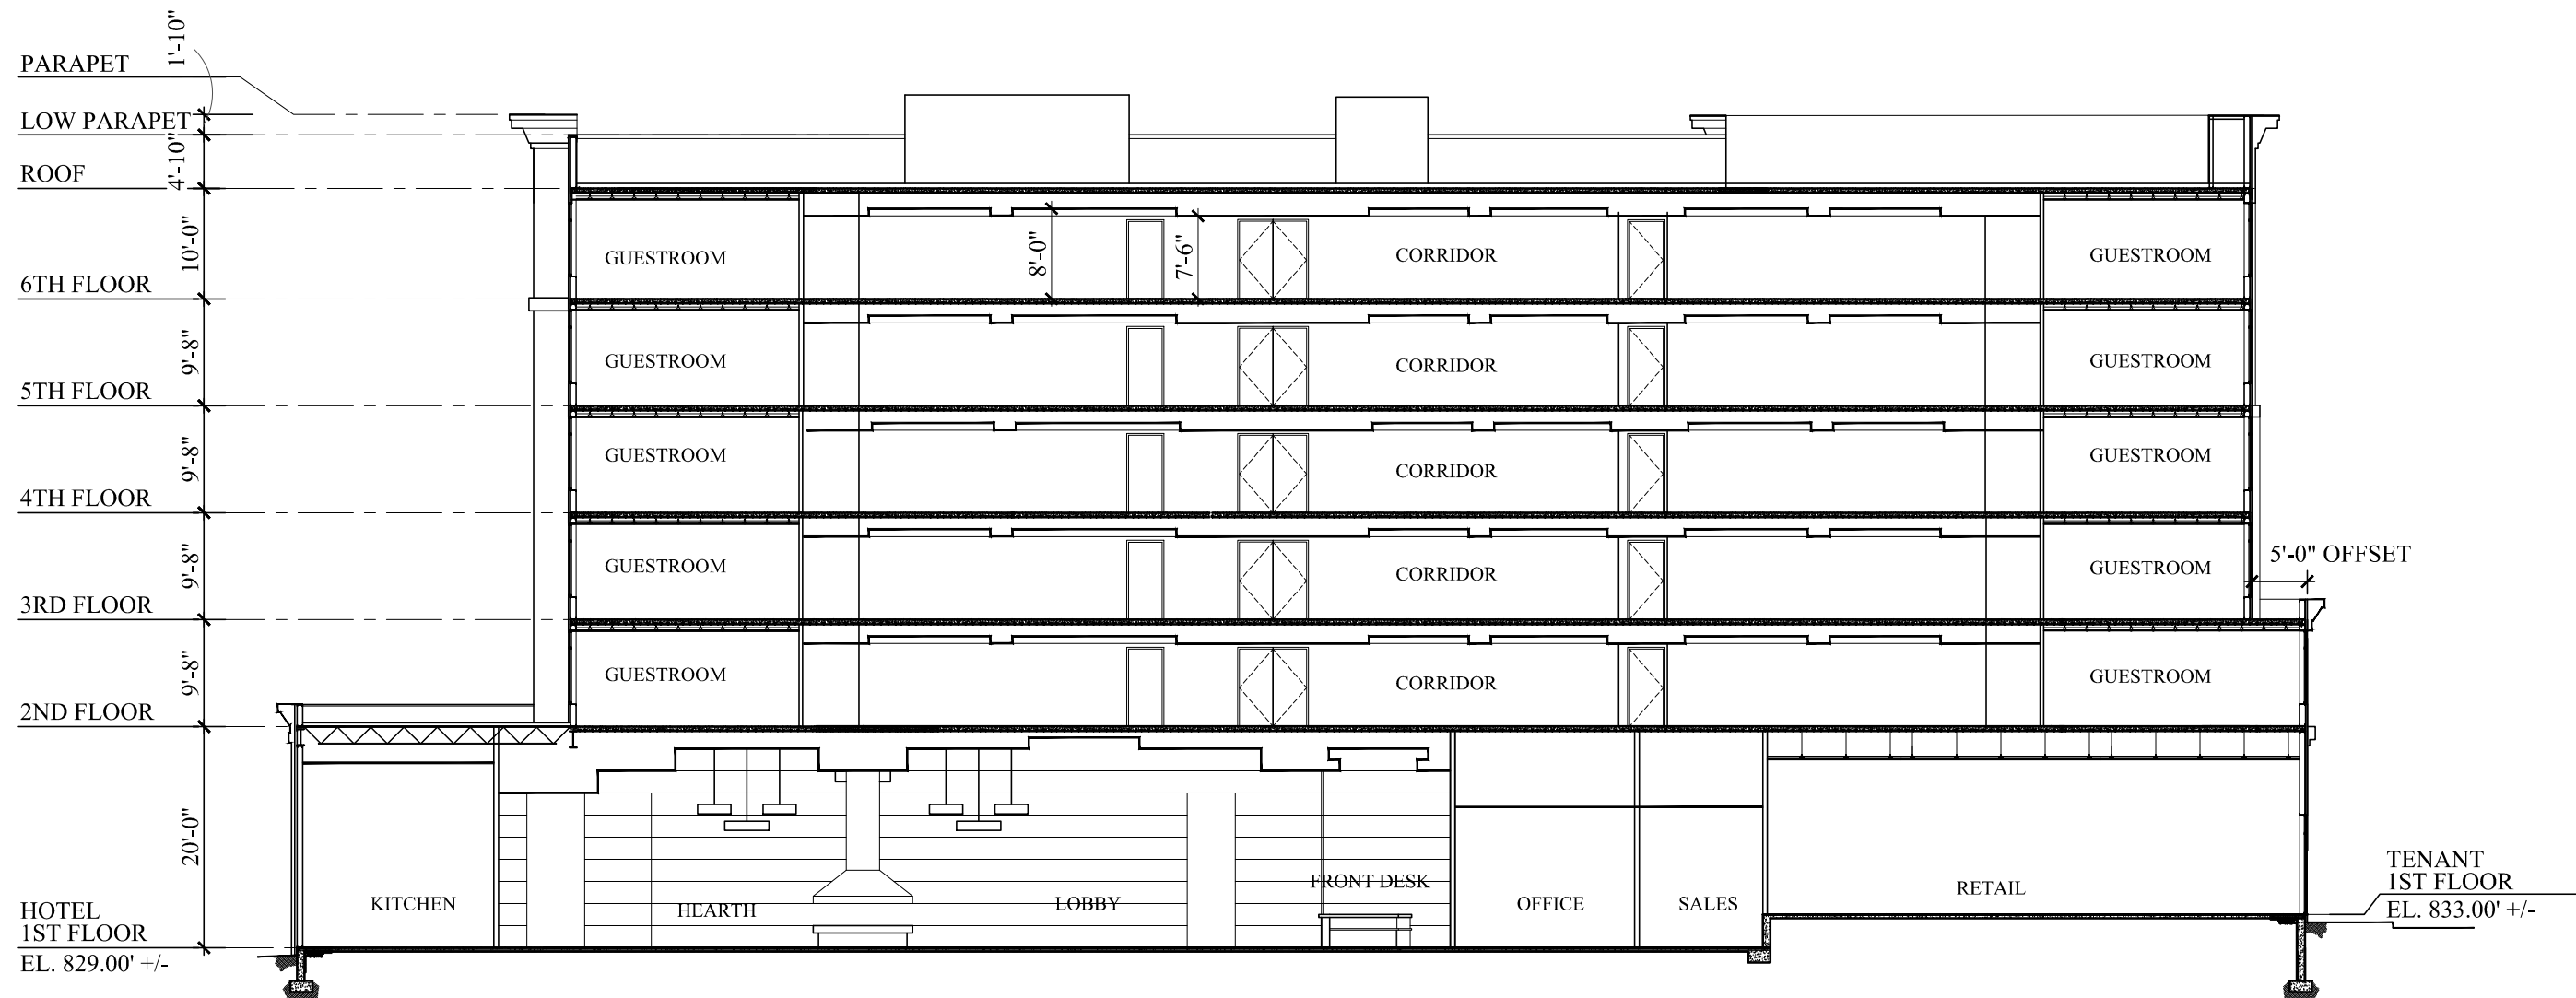 1'-10"
PARAPET
LOW PARAPET
4'-10"
ROOF
10'-0"
8'-0"
7'-6"
GUESTROOM
CORRIDOR
GUESTROOM
6TH FLOOR
9'-8"
GUESTROOM
CORRIDOR
GUESTROOM
5TH FLOOR
9'-8"
GUESTROOM
CORRIDOR
GUESTROOM
4TH FLOOR
9'-8"
GUESTROOM
CORRIDOR
GUESTROOM
5'-0" OFFSET
3RD FLOOR
9'-8"
GUESTROOM
CORRIDOR
GUESTROOM
2ND FLOOR
20'-0"
KITCHEN
HEARTH
LOBBY
FRONT DESK
OFFICE
SALES
RETAIL
TENANT
1ST FLOOR
EL. 833.00' +/-
HOTEL
1ST FLOOR
EL. 829.00' +/-